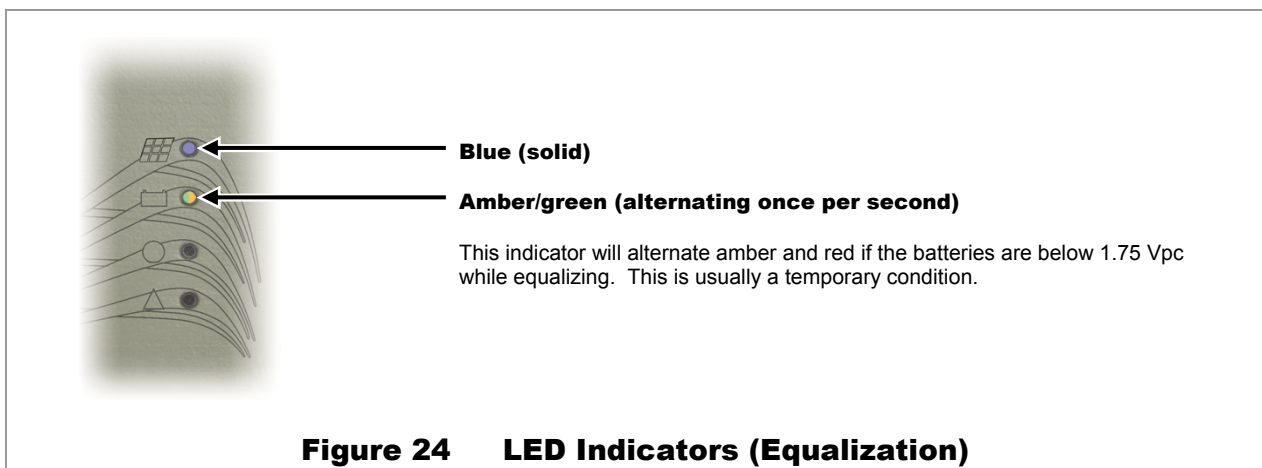 Blue (solid)
Amber/green (alternating once per second)
This indicator will alternate amber and red if the batteries are below 1.75 Vpc
while equalizing. This is usually a temporary condition.
Figure 24 LED Indicators (Equalization)